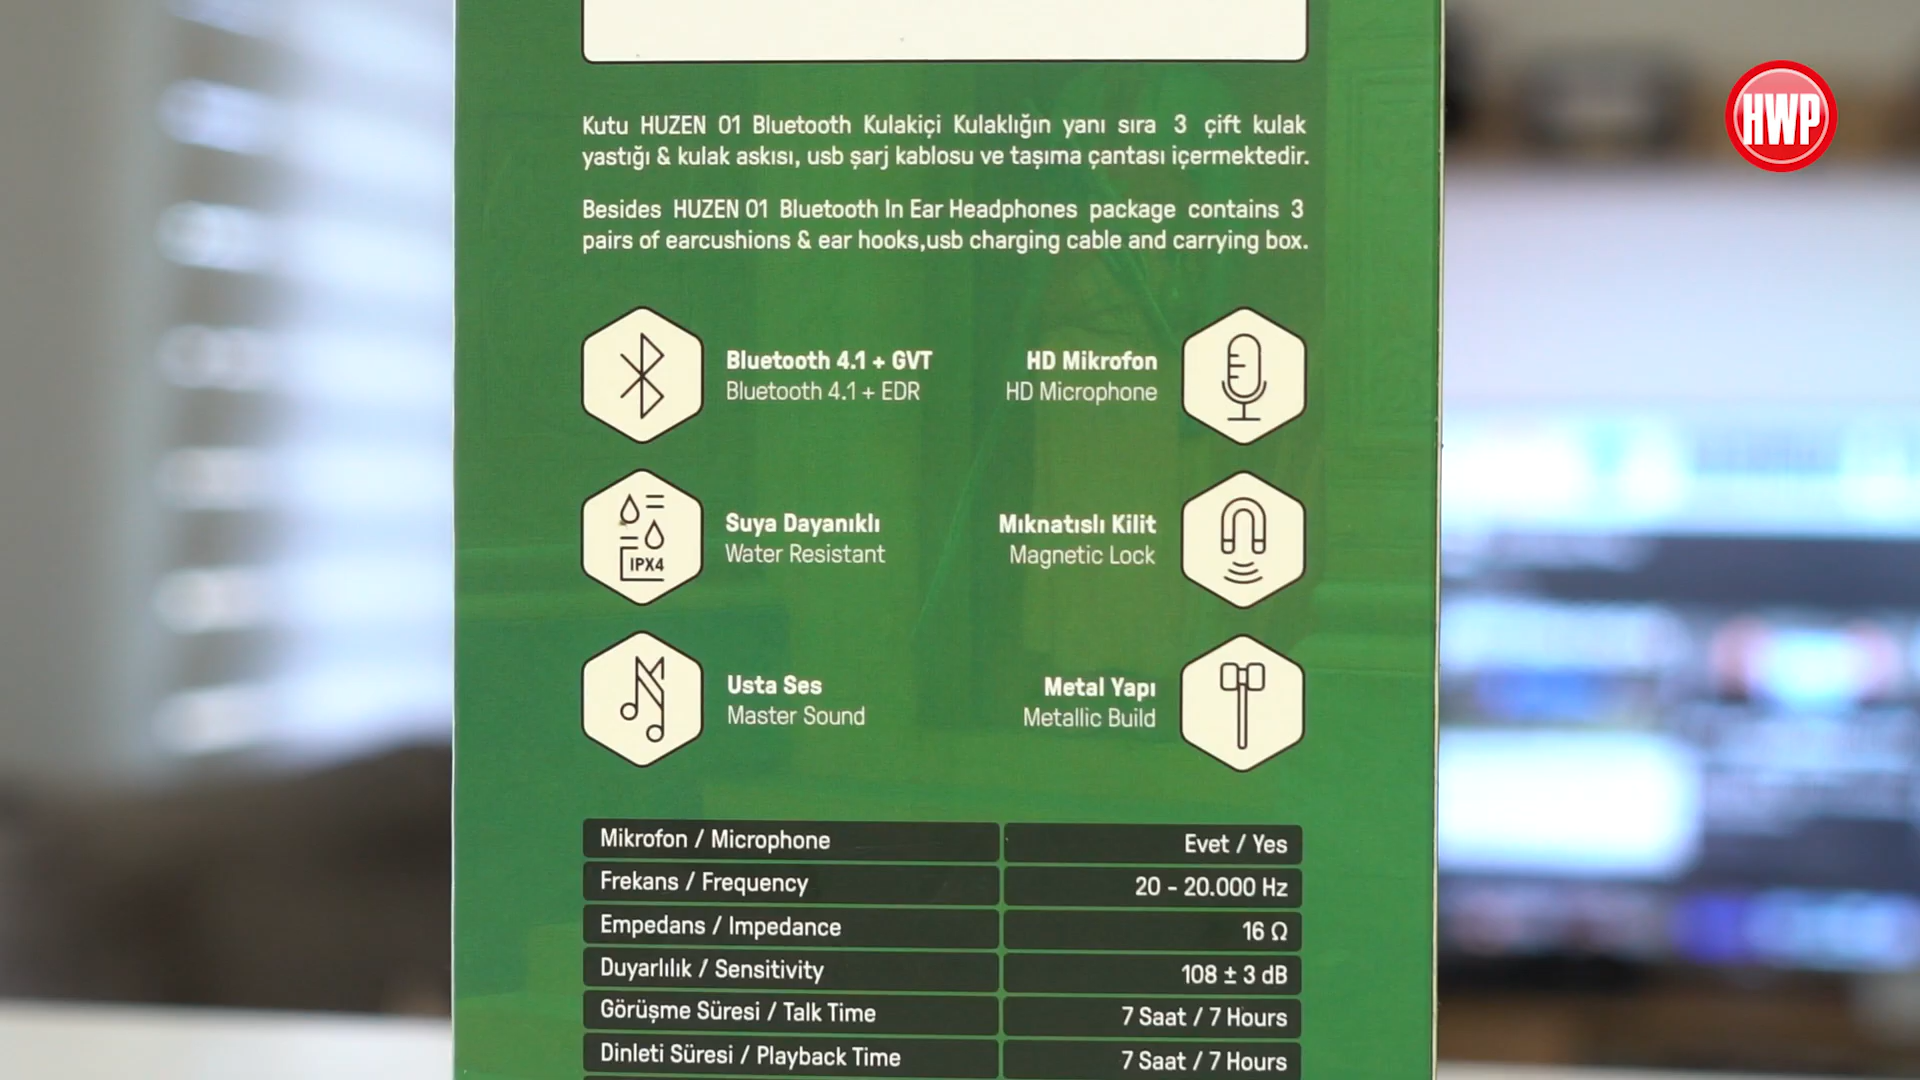 HWP
Kutu HUZEN 01 Bluetooth Kulakiçi Kulaklığın yanı sıra 3 çift kulak
yastığı & kulak askısı, usb şarj kablosu ve taşıma çantası içermektedir.
Besides HUZEN 01 Bluetooth In Ear Headphones package contains 3
pairs of earcushions & ear hooks,usb charging cable and carrying box.
Bluetooth 4.1 + GVT
Bluetooth 4.1 + EDR
HD Mikrofon
HD Microphone
IPX4
Suya Dayanıklı
Water Resistant
Mıknatıslı Kilit
Magnetic Lock
Usta Ses
Master Sound
Metal Yapı
Metallic Build
Mikrofon / Microphone Evet / Yes
Frekans / Frequency 20 - 20.000 Hz
Empedans / Impedance 16 Ω
Duyarlılık / Sensitivity 108 ± 3 dB
Görüşme Süresi / Talk Time 7 Saat / 7 Hours
Dinleti Süresi / Playback Time 7 Saat / 7 Hours